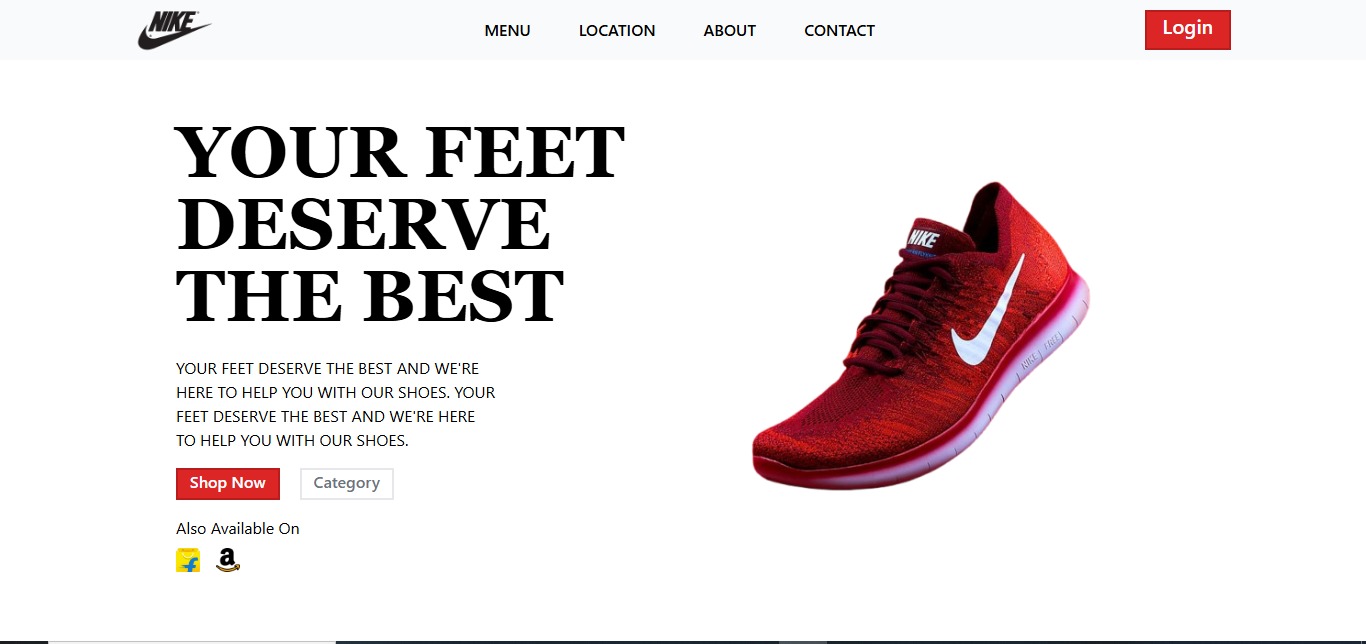 NIKE
MENU
LOCATION
ABOUT
CONTACT
Login
YOUR FEET
DESERVE
THE BEST
NIKE
NIKE FREE
YOUR FEET DESERVE THE BEST AND WE'RE
HERE TO HELP YOU WITH OUR SHOES. YOUR
FEET DESERVE THE BEST AND WE'RE HERE
TO HELP YOU WITH OUR SHOES.
Shop Now
Category
Also Available On
f
a